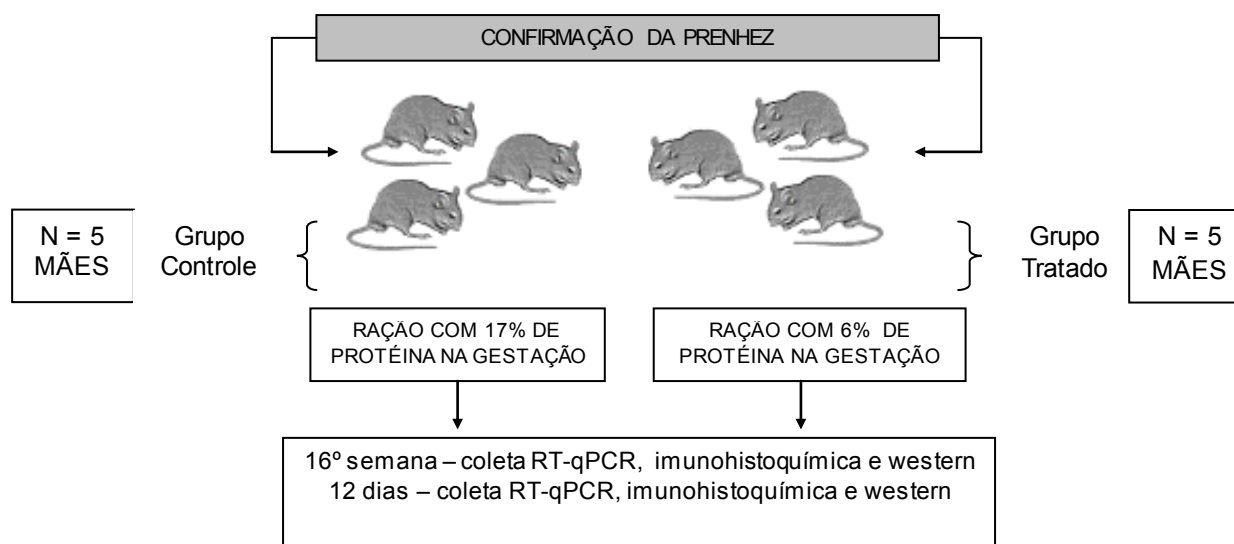 CONFIRMAÇÃO DA PRENHEZ
N = 5
MÃES
Grupo
Controle
Grupo
Tratado
N = 5
MÃES
RAÇÃO COM 17% DE
PROTÉINA NA GESTAÇÃO
RAÇÃO COM 6% DE
PROTÉINA NA GESTAÇÃO
16º semana – coleta RT-qPCR, imunohistoquímica e western
12 dias – coleta RT-qPCR, imunohistoquímica e western